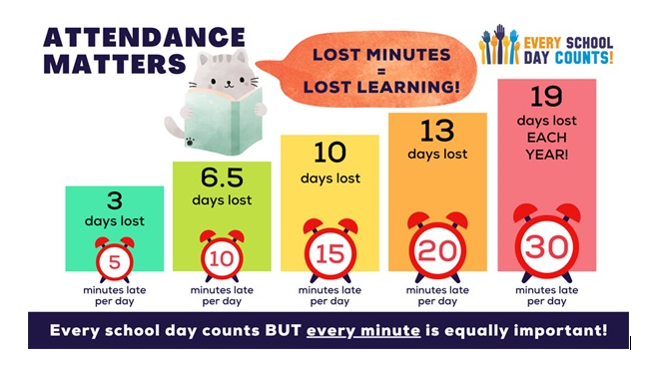 ATTENDANCE
MATTERS
LOST MINUTES
=
LOST LEARNING!
EVERY SCHOOL
DAY COUNTS!
3
days lost
5
minutes late
per day
6.5
days lost
10
minutes late
per day
10
days lost
15
minutes late
per day
13
days lost
20
minutes late
per day
19
days lost
EACH
YEAR!
30
minutes late
per day
Every school day counts BUT every minute is equally important!